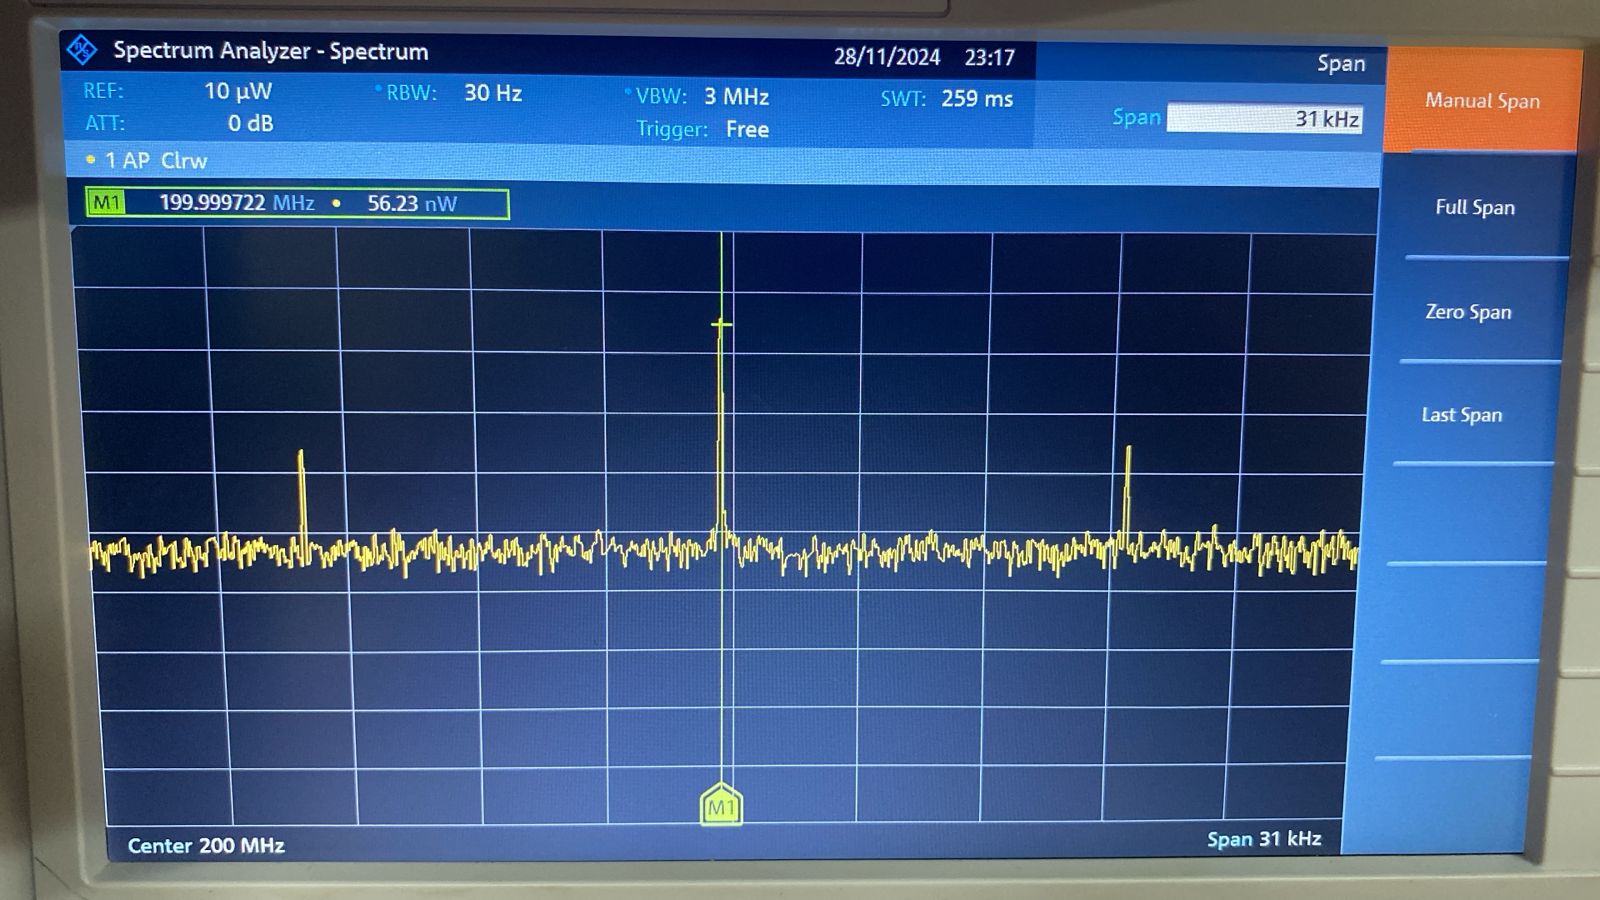 Spectrum Analyzer - Spectrum 28/11/2024 23:17 Span
REF: 10 µW RBW: 30 Hz VBW: 3 MHz SWT: 259 ms
ATT: 0 dB Trigger: Free
Span 31 kHz
1 AP Clrw
M1 199.999722 MHz 56.23 nW
M1
Center 200 MHz Span 31 kHz
Manual Span
Full Span
Zero Span
Last Span